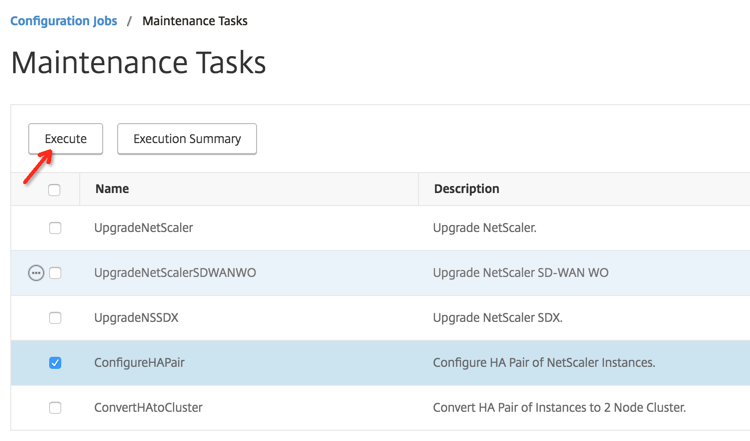 Configuration Jobs / Maintenance Tasks
Maintenance Tasks
Execute Execution Summary
Name Description
UpgradeNetScaler Upgrade NetScaler.
UpgradeNetScalerSDWANWO Upgrade NetScaler SD-WAN WO
UpgradeNSSDX Upgrade NetScaler SDX.
ConfigureHAPair Configure HA Pair of NetScaler Instances.
ConvertHAtoCluster Convert HA Pair of Instances to 2 Node Cluster.